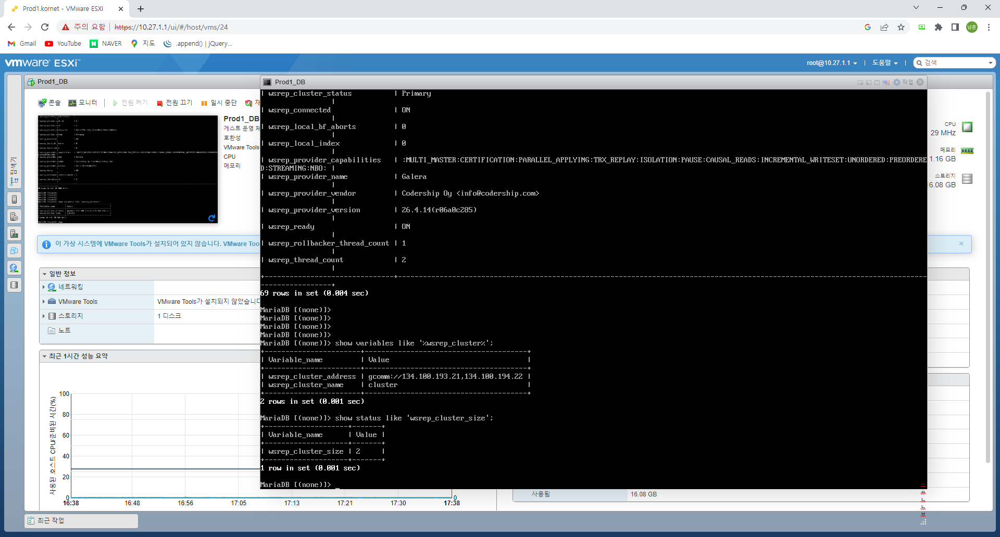 Prod1.kornet - VMware ESXi
주의 요함 | https://10.27.1.1/ui/#/host/vms/24
남훈
Gmail YouTube NAVER 지도 .append() | jQuery...
vmware ESXi
root@10.27.1.1 | 도움말 | 검색
Prod1_DB
콘솔 모니터 | 전원 켜기 전원 끄기 일시 중단
Prod1_DB
게스트 운영 체
호환성
VMware Tools
CPU
메모리
탐색기
이 가상 시스템에 VMware Tools가 설치되어 있지 않습니다. VMware Too
일반 정보
네트워킹
VMware Tools VMware Tools가 설치되지 않았습니다
스토리지 1 디스크
노트
최근 1시간 성능 요약
사용된 호스트 CPU/준비된 시간(%)
100
80
60
40
20
0 0
16:38 16:48 16:56 17:05 17:13 17:21 17:30 17:38
최근 작업
CPU
29 MHz
메모리
1.16 GB
스토리지
6.08 GB
사용됨 16.08 GB
Prod1_DB 작업
| wsrep_cluster_status | Primary
|
| wsrep_connected | ON
|
| wsrep_local_bf_aborts | 0
|
| wsrep_local_index | 0
|
| wsrep_provider_capabilities | :MULTI_MASTER:CERTIFICATION:PARALLEL_APPLYING:TRX_REPLAY:ISOLATION:PAUSE:CAUSAL_READS:INCREMENTAL_WRITESET:UNORDERED:PREORDERE
D:STREAMING:NBO: |
| wsrep_provider_name | Galera
|
| wsrep_provider_vendor | Codership Oy <info@codership.com>
|
| wsrep_provider_version | 26.4.14(r06a0c285)
|
| wsrep_ready | ON
|
| wsrep_rollbacker_thread_count | 1
|
| wsrep_thread_count | 2
|
69 rows in set (0.004 sec)
MariaDB [(none)]>
MariaDB [(none)]>
MariaDB [(none)]>
MariaDB [(none)]>
MariaDB [(none)]> show variables like '%wsrep_cluster%';
| Variable_name | Value |
| wsrep_cluster_address | gcomm://134.100.193.21,134.100.194.22 |
| wsrep_cluster_name | cluster |
2 rows in set (0.001 sec)
MariaDB [(none)]> show status like 'wsrep_cluster_size';
| Variable_name | Value |
| wsrep_cluster_size | 2 |
1 row in set (0.001 sec)
MariaDB [(none)]> _